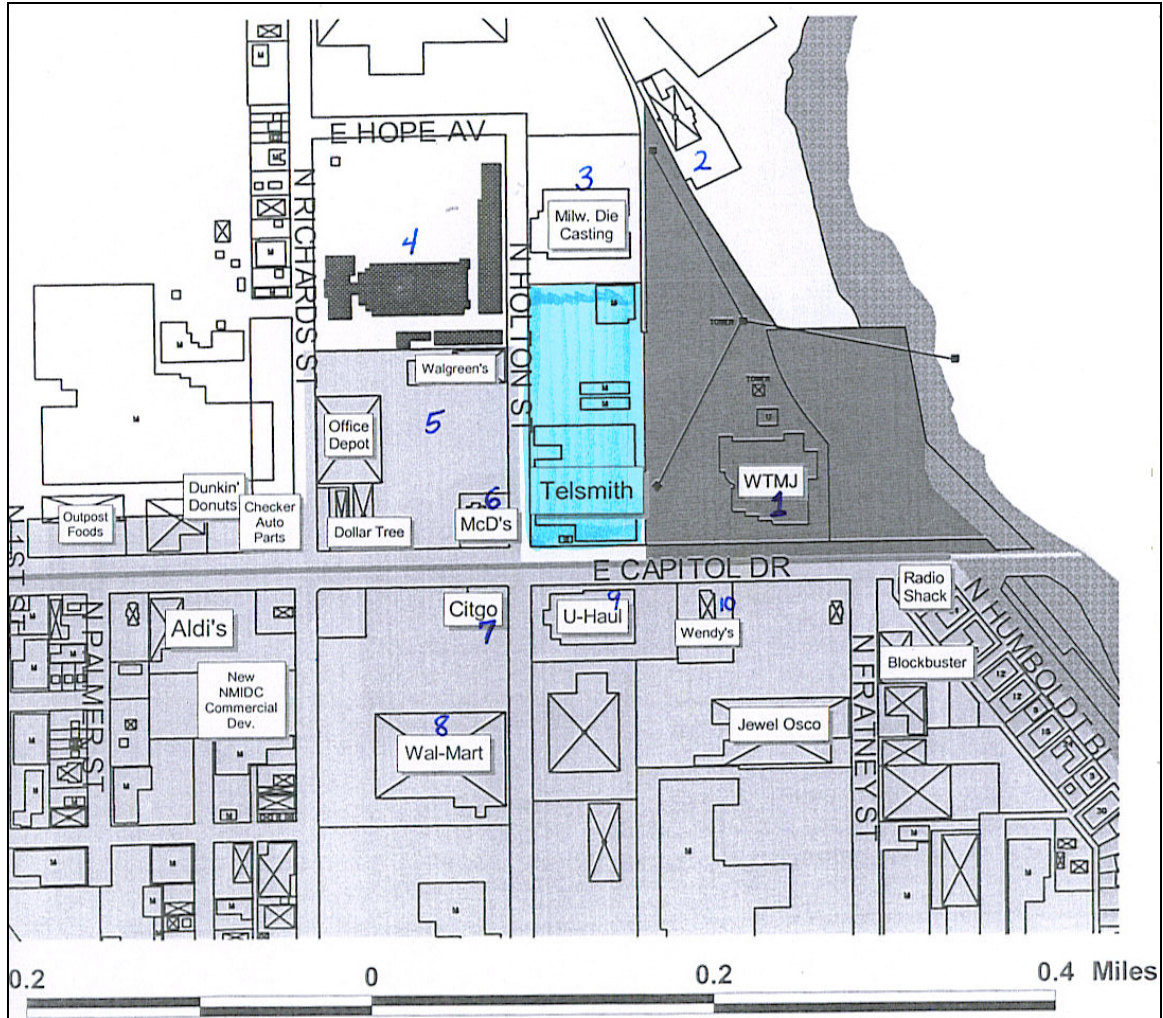 E HOPE AV
2
3
Milw. Die
Casting
4
N RICHARDS ST
N HOLTON ST
M
TOWER
Walgreen's
5
Office
Depot
TOWER
U
Dunkin'
Donuts
WTMJ
1
Telsmith
6
McD's
Outpost
Foods
Checker
Auto
Parts
Dollar Tree
N 1ST ST
E CAPITOL DR
Radio
Shack
N HUMBOLDT B
Citgo
7
9
U-Haul
10
Wendy's
Aldi's
N PALMER ST
Blockbuster
New
NMIDC
Commercial
Dev.
N FRATNEY ST
8
Wal-Mart
Jewel Osco
12
12
0.2
0
0.2
0.4 Miles